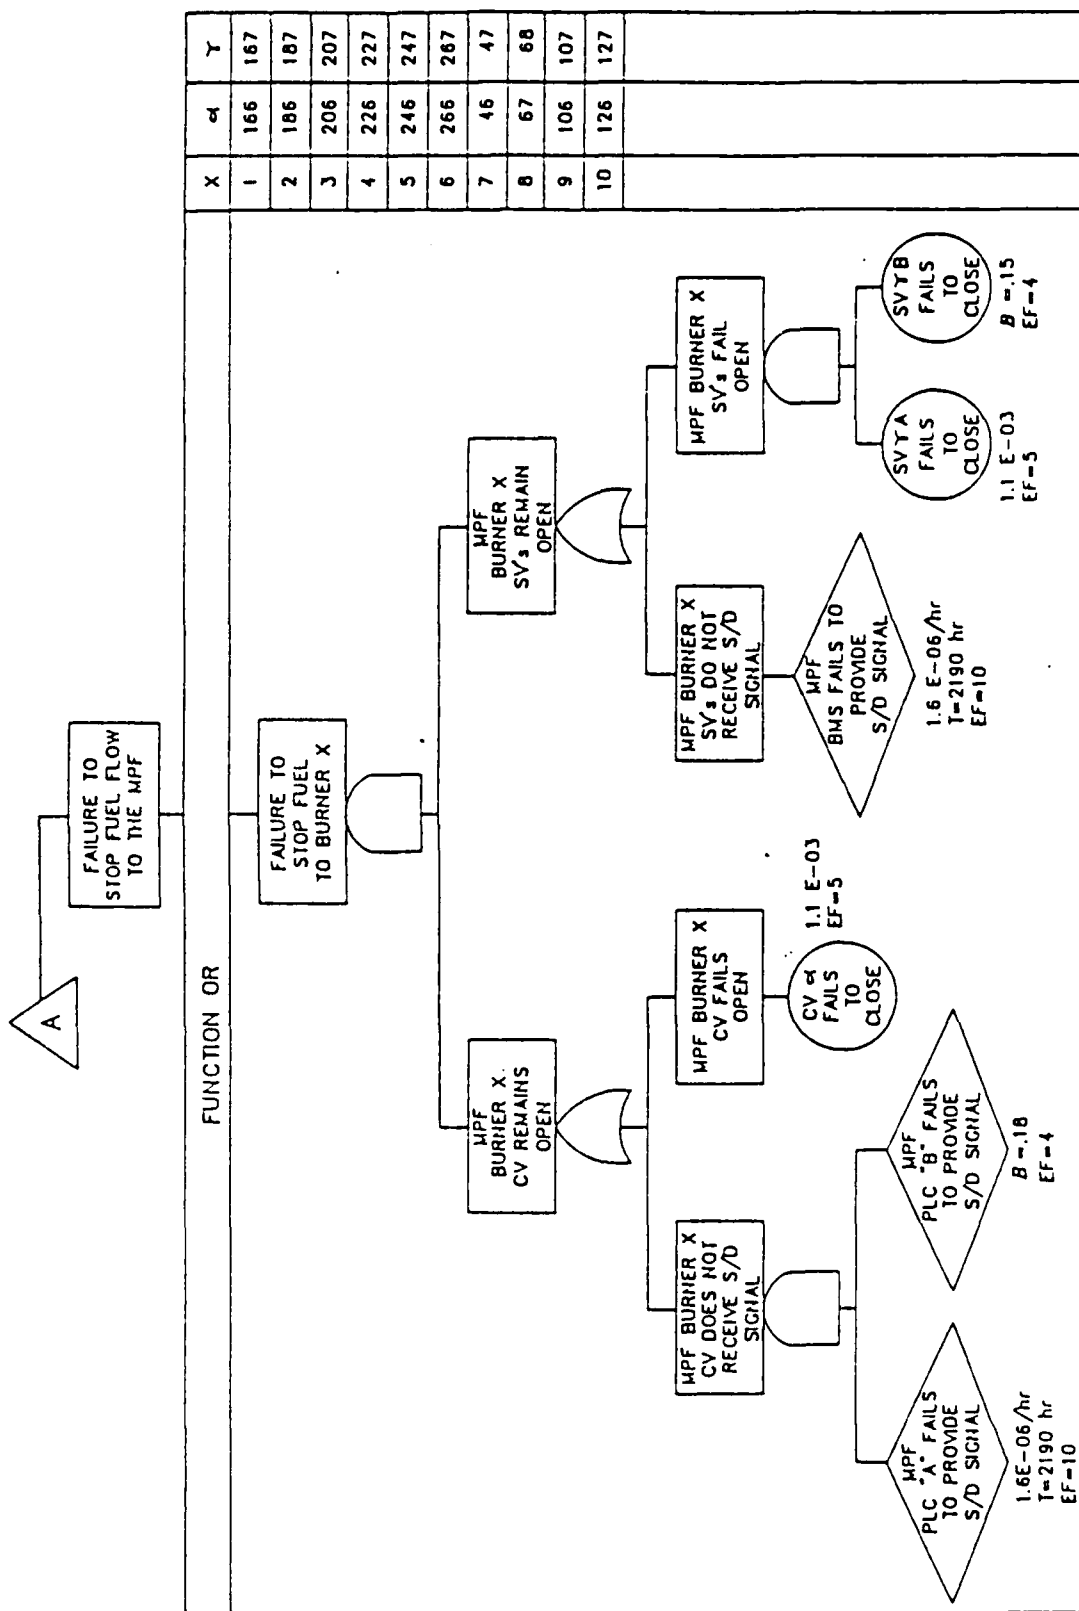 A
FAILURE TO
STOP FUEL FLOW
TO THE MPF
FUNCTION OR
X α γ
1 166 167
2 186 187
3 206 207
4 226 227
5 246 247
6 266 267
7 46 47
8 67 68
9 106 107
10 126 127
FAILURE TO
STOP FUEL
TO BURNER X
MPF
BURNER X.
CV REMAINS
OPEN
MPF
BURNER X
SV's REMAIN
OPEN
MPF BURNER X
CV DOES NOT
RECEIVE S/D
SIGNAL
MPF BURNER X
CV FAILS
OPEN
MPF BURNER X
SV's DO NOT
RECEIVE S/D
SIGNAL
MPF BURNER X
SV's FAIL
OPEN
MPF
PLC "A" FAILS
TO PROVIDE
S/D SIGNAL
1.6E-06/hr
T=2190 hr
EF=10
MPF
PLC "B" FAILS
TO PROVIDE
S/D SIGNAL
B=.18
EF=4
CV α
FAILS
TO
CLOSE
1.1 E-03
EF=5
MPF
BMS FAILS TO
PROVIDE
S/D SIGNAL
1.6 E-06/hr
T=2190 hr
EF=10
SVγA
FAILS
TO
CLOSE
1.1 E-03
EF=5
SVγB
FAILS
TO
CLOSE
B=.15
EF=4